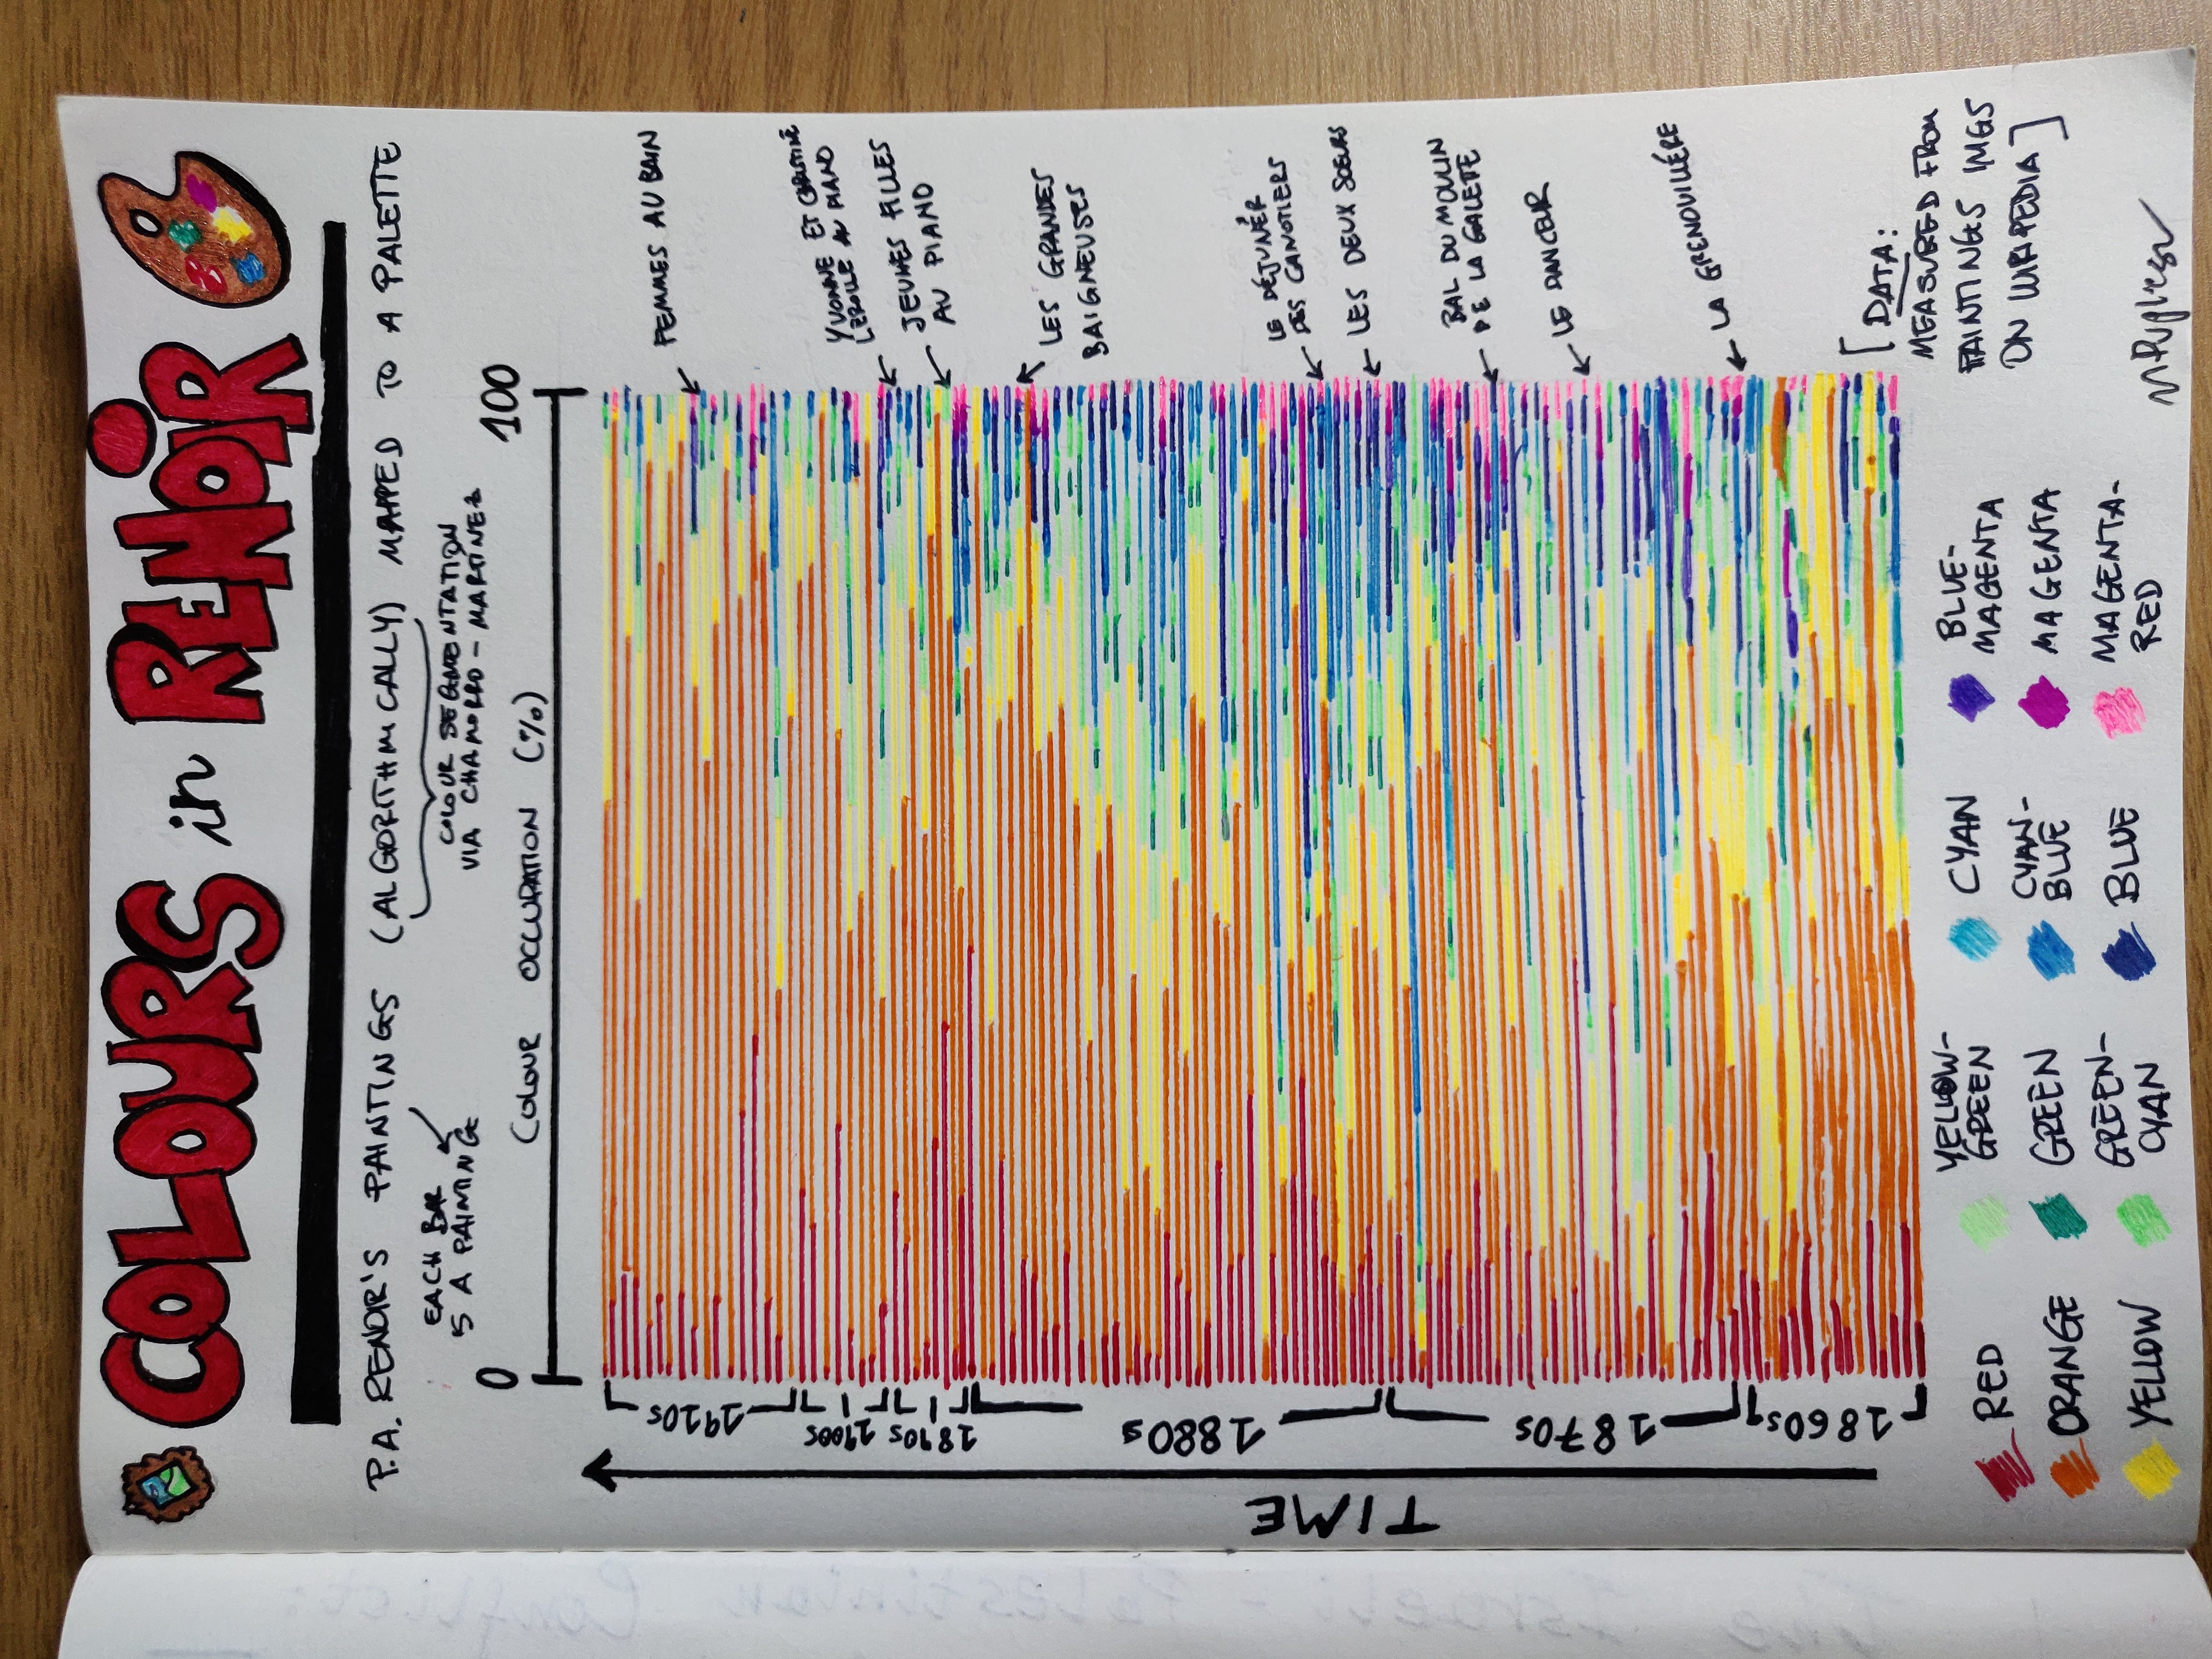 COLOURS in RENOIR
P.A. RENOIR'S PAINTINGS (ALGORITHMICALLY) MAPPED TO A PALETTE
EACH BAR
IS A PAINTING
COLOUR SEGMENTATION
VIA CHAMORRO-MARTÍNEZ
0
100
COLOUR OCCUPATION (%)
TIME
1910s
1900s
1890s
1880s
1870s
1860s
FEMMES AU BAIN
YVONNE ET CHRISTINE
LEROLLE AU PIANO
JEUNES FILLES
AU PIANO
LES GRANDES
BAIGNEUSES
LE DÉJUNÉR
DES CANOTIERS
LES DEUX SOEURS
BAL DU MOULIN
DE LA GALETTE
LE DANCEUR
LA GRENOUILLÉRE
[DATA:
MEASURED FROM
PAINTINGS IMGS
ON WIKIPEDIA]
RED
ORANGE
YELLOW
YELLOW-
GREEN
GREEN
GREEN-
CYAN
CYAN
CYAN-
BLUE
BLUE
BLUE-
MAGENTA
MAGENTA
MAGENTA-
RED